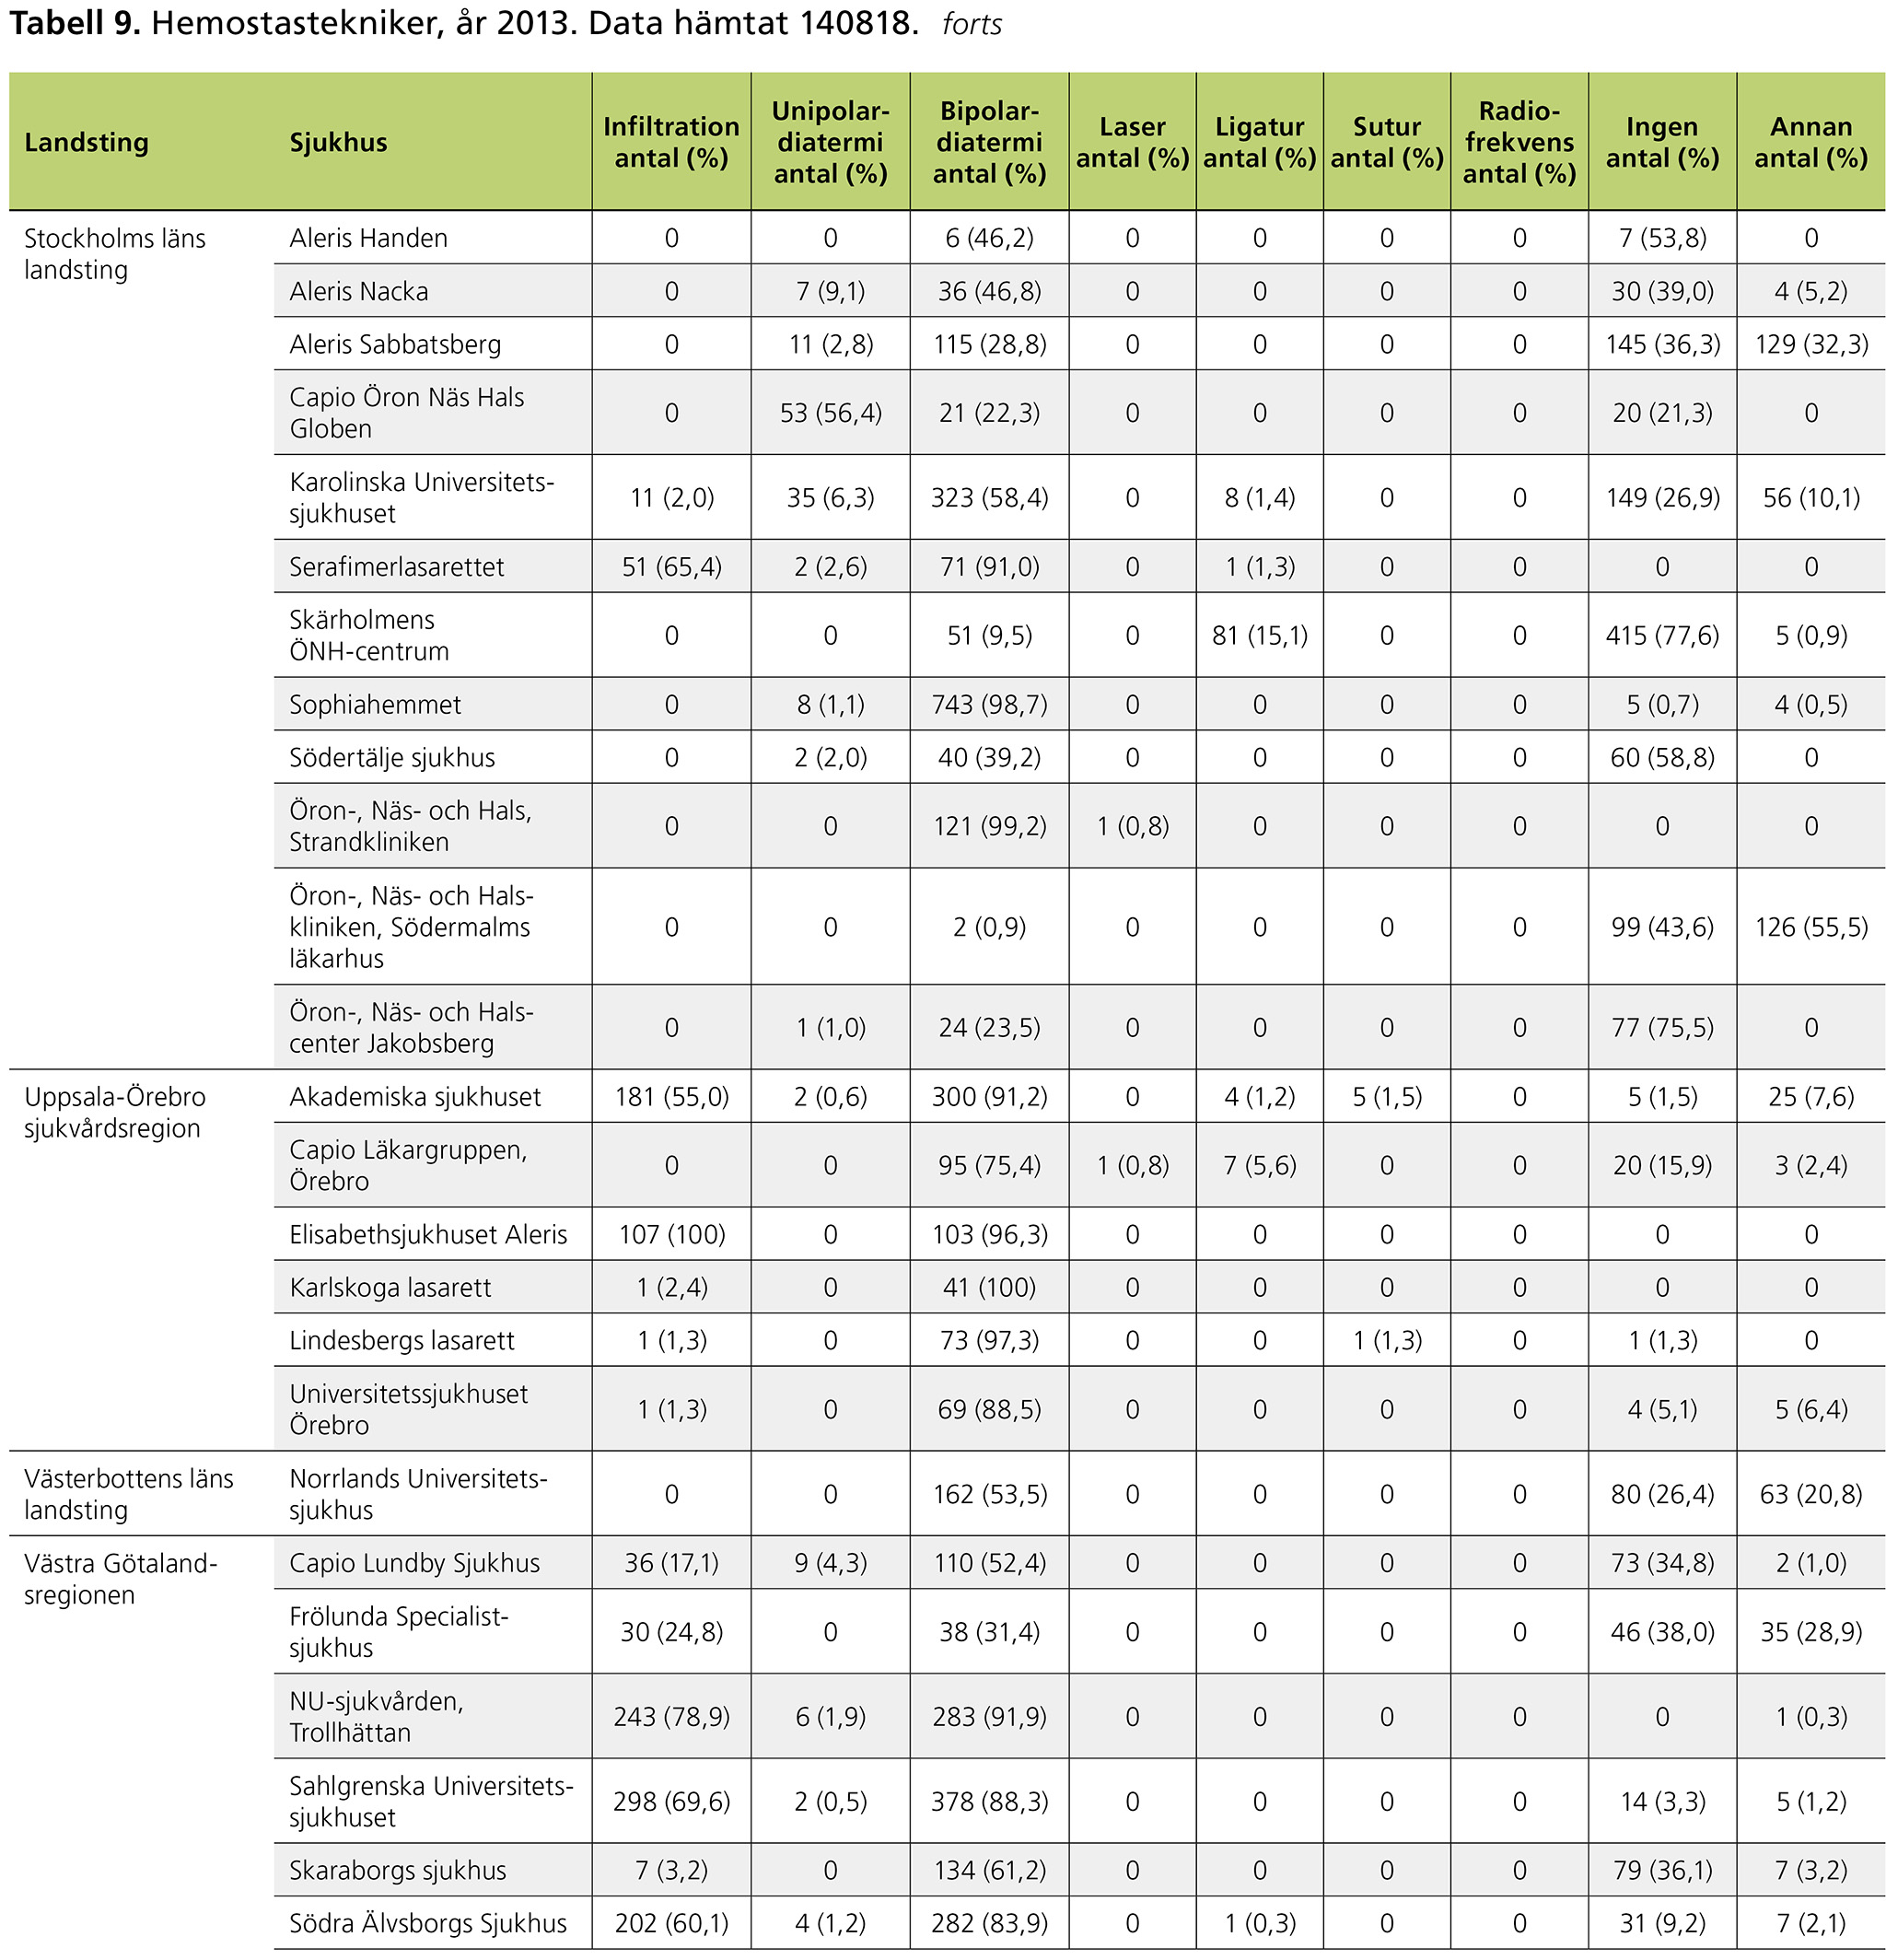 Tabell 9. Hemostastekniker, år 2013. Data hämtat 140818. forts
Landsting Sjukhus Infiltration antal (%) Unipolar-diatermi antal (%) Bipolar-diatermi antal (%) Laser antal (%) Ligatur antal (%) Sutur antal (%) Radio-frekvens antal (%) Ingen antal (%) Annan antal (%)
Stockholms läns landsting Aleris Handen 0 0 6 (46,2) 0 0 0 0 7 (53,8) 0
Aleris Nacka 0 7 (9,1) 36 (46,8) 0 0 0 0 30 (39,0) 4 (5,2)
Aleris Sabbatsberg 0 11 (2,8) 115 (28,8) 0 0 0 0 145 (36,3) 129 (32,3)
Capio Öron Näs Hals Globen 0 53 (56,4) 21 (22,3) 0 0 0 0 20 (21,3) 0
Karolinska Universitets-sjukhuset 11 (2,0) 35 (6,3) 323 (58,4) 0 8 (1,4) 0 0 149 (26,9) 56 (10,1)
Serafimerlasarettet 51 (65,4) 2 (2,6) 71 (91,0) 0 1 (1,3) 0 0 0 0
Skärholmens ÖNH-centrum 0 0 51 (9,5) 0 81 (15,1) 0 0 415 (77,6) 5 (0,9)
Sophiahemmet 0 8 (1,1) 743 (98,7) 0 0 0 0 5 (0,7) 4 (0,5)
Södertälje sjukhus 0 2 (2,0) 40 (39,2) 0 0 0 0 60 (58,8) 0
Öron-, Näs- och Hals, Strandkliniken 0 0 121 (99,2) 1 (0,8) 0 0 0 0 0
Öron-, Näs- och Hals-kliniken, Södermalms läkarhus 0 0 2 (0,9) 0 0 0 0 99 (43,6) 126 (55,5)
Öron-, Näs- och Hals-center Jakobsberg 0 1 (1,0) 24 (23,5) 0 0 0 0 77 (75,5) 0
Uppsala-Örebro sjukvårdsregion Akademiska sjukhuset 181 (55,0) 2 (0,6) 300 (91,2) 0 4 (1,2) 5 (1,5) 0 5 (1,5) 25 (7,6)
Capio Läkargruppen, Örebro 0 0 95 (75,4) 1 (0,8) 7 (5,6) 0 0 20 (15,9) 3 (2,4)
Elisabethsjukhuset Aleris 107 (100) 0 103 (96,3) 0 0 0 0 0 0
Karlskoga lasarett 1 (2,4) 0 41 (100) 0 0 0 0 0 0
Lindesbergs lasarett 1 (1,3) 0 73 (97,3) 0 0 1 (1,3) 0 1 (1,3) 0
Universitetssjukhuset Örebro 1 (1,3) 0 69 (88,5) 0 0 0 0 4 (5,1) 5 (6,4)
Västerbottens läns landsting Norrlands Universitets-sjukhus 0 0 162 (53,5) 0 0 0 0 80 (26,4) 63 (20,8)
Västra Götaland-sregionen Capio Lundby Sjukhus 36 (17,1) 9 (4,3) 110 (52,4) 0 0 0 0 73 (34,8) 2 (1,0)
Frölunda Specialist-sjukhus 30 (24,8) 0 38 (31,4) 0 0 0 0 46 (38,0) 35 (28,9)
NU-sjukvården, Trollhättan 243 (78,9) 6 (1,9) 283 (91,9) 0 0 0 0 0 1 (0,3)
Sahlgrenska Universitets-sjukhuset 298 (69,6) 2 (0,5) 378 (88,3) 0 0 0 0 14 (3,3) 5 (1,2)
Skaraborgs sjukhus 7 (3,2) 0 134 (61,2) 0 0 0 0 79 (36,1) 7 (3,2)
Södra Älvsborgs Sjukhus 202 (60,1) 4 (1,2) 282 (83,9) 0 1 (0,3) 0 0 31 (9,2) 7 (2,1)